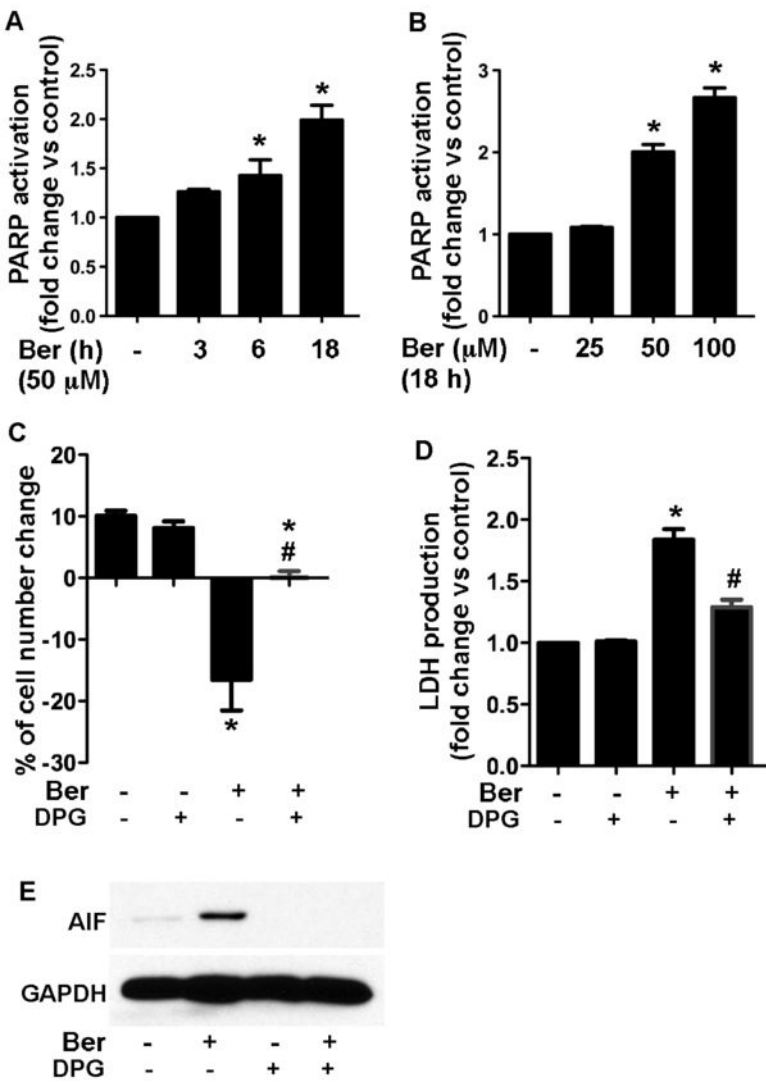 A
PARP activation
(fold change vs control)
2.5
2.0
1.5
1.0
0.5
0.0
*
*
Ber (h) - 3 6 18
(50 µM)
B
PARP activation
(fold change vs control)
3
2
1
0
*
*
Ber (µM) - 25 50 100
(18 h)
C
% of cell number change
20
10
0
-10
-20
-30
*
*
#
Ber - - + +
DPG - + - +
D
LDH production
(fold change vs control)
2.5
2.0
1.5
1.0
0.5
0.0
*
#
Ber - - + +
DPG - + - +
E
AIF
GAPDH
Ber - + - +
DPG - - + +